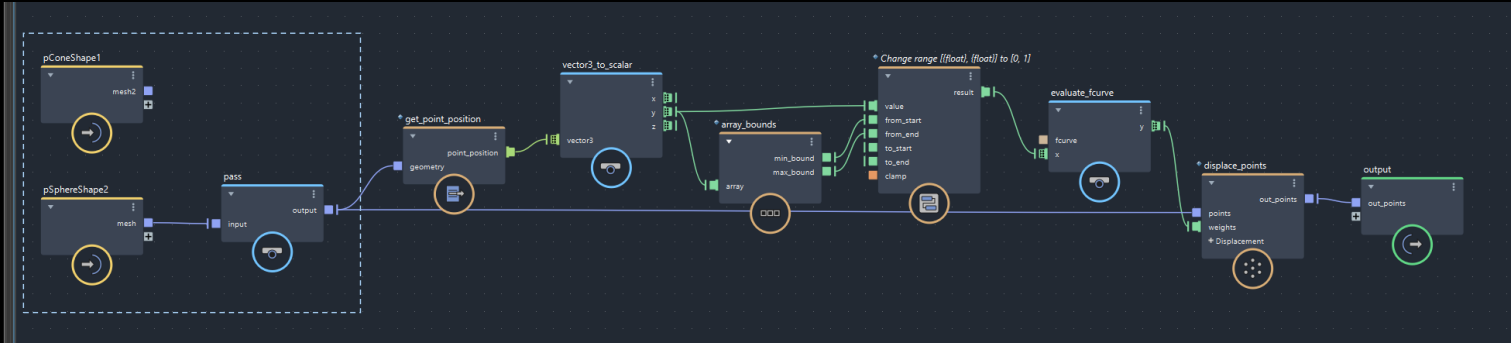 pConeShape1
mesh2
pSphereShape2
mesh
pass
output
input
get_point_position
point_position
geometry
vector3_to_scalar
x
y
z
vector3
array_bounds
min_bound
max_bound
array
Change range [{float}, {float}] to [0, 1]
result
value
from_start
from_end
to_start
to_end
clamp
evaluate_fcurve
y
fcurve
x
displace_points
out_points
points
weights
Displacement
output
out_points